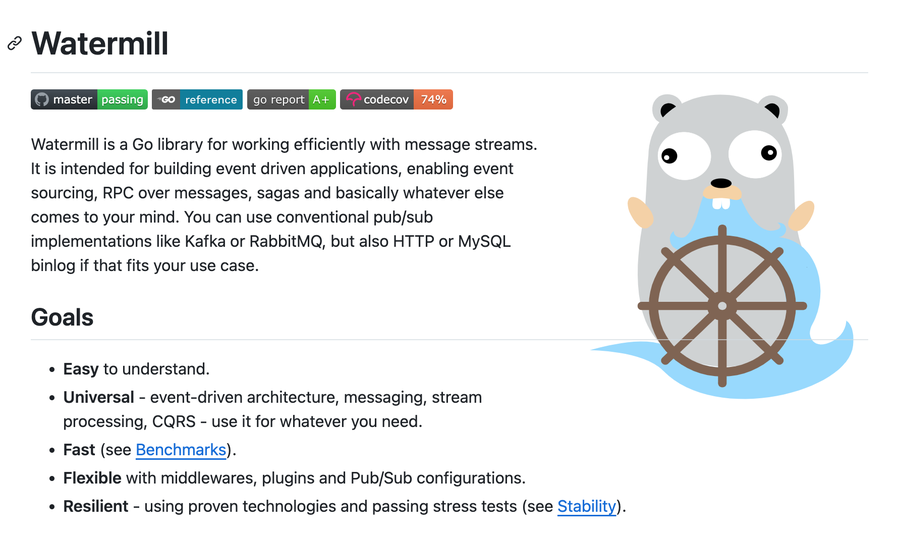 Watermill
master passing GO reference go report A+ codecov 74%
Watermill is a Go library for working efficiently with message streams.
It is intended for building event driven applications, enabling event
sourcing, RPC over messages, sagas and basically whatever else
comes to your mind. You can use conventional pub/sub
implementations like Kafka or RabbitMQ, but also HTTP or MySQL
binlog if that fits your use case.
Goals
• Easy to understand.
• Universal - event-driven architecture, messaging, stream
processing, CQRS - use it for whatever you need.
• Fast (see Benchmarks).
• Flexible with middlewares, plugins and Pub/Sub configurations.
• Resilient - using proven technologies and passing stress tests (see Stability).